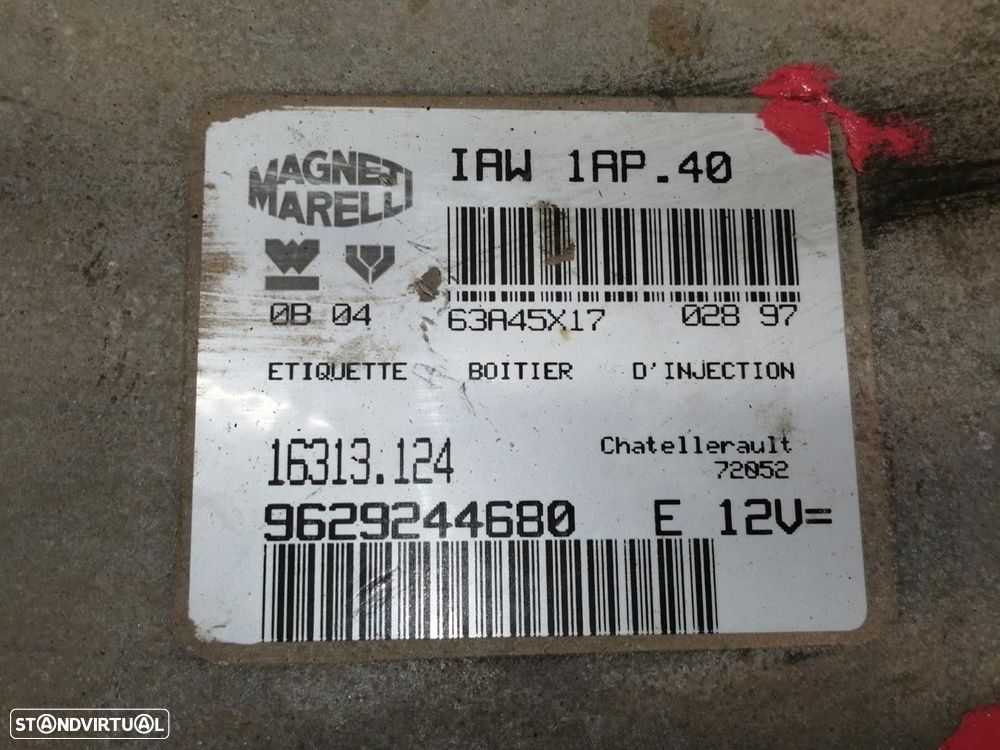 MAGNETI
MARELLI
IAW 1AP.40
0B 04
63A45X17 028 97
ETIQUETTE BOITIER D'INJECTION
16313.124
Chatellerault
72052
9629244680 E 12V=
STANDVIRTUAL